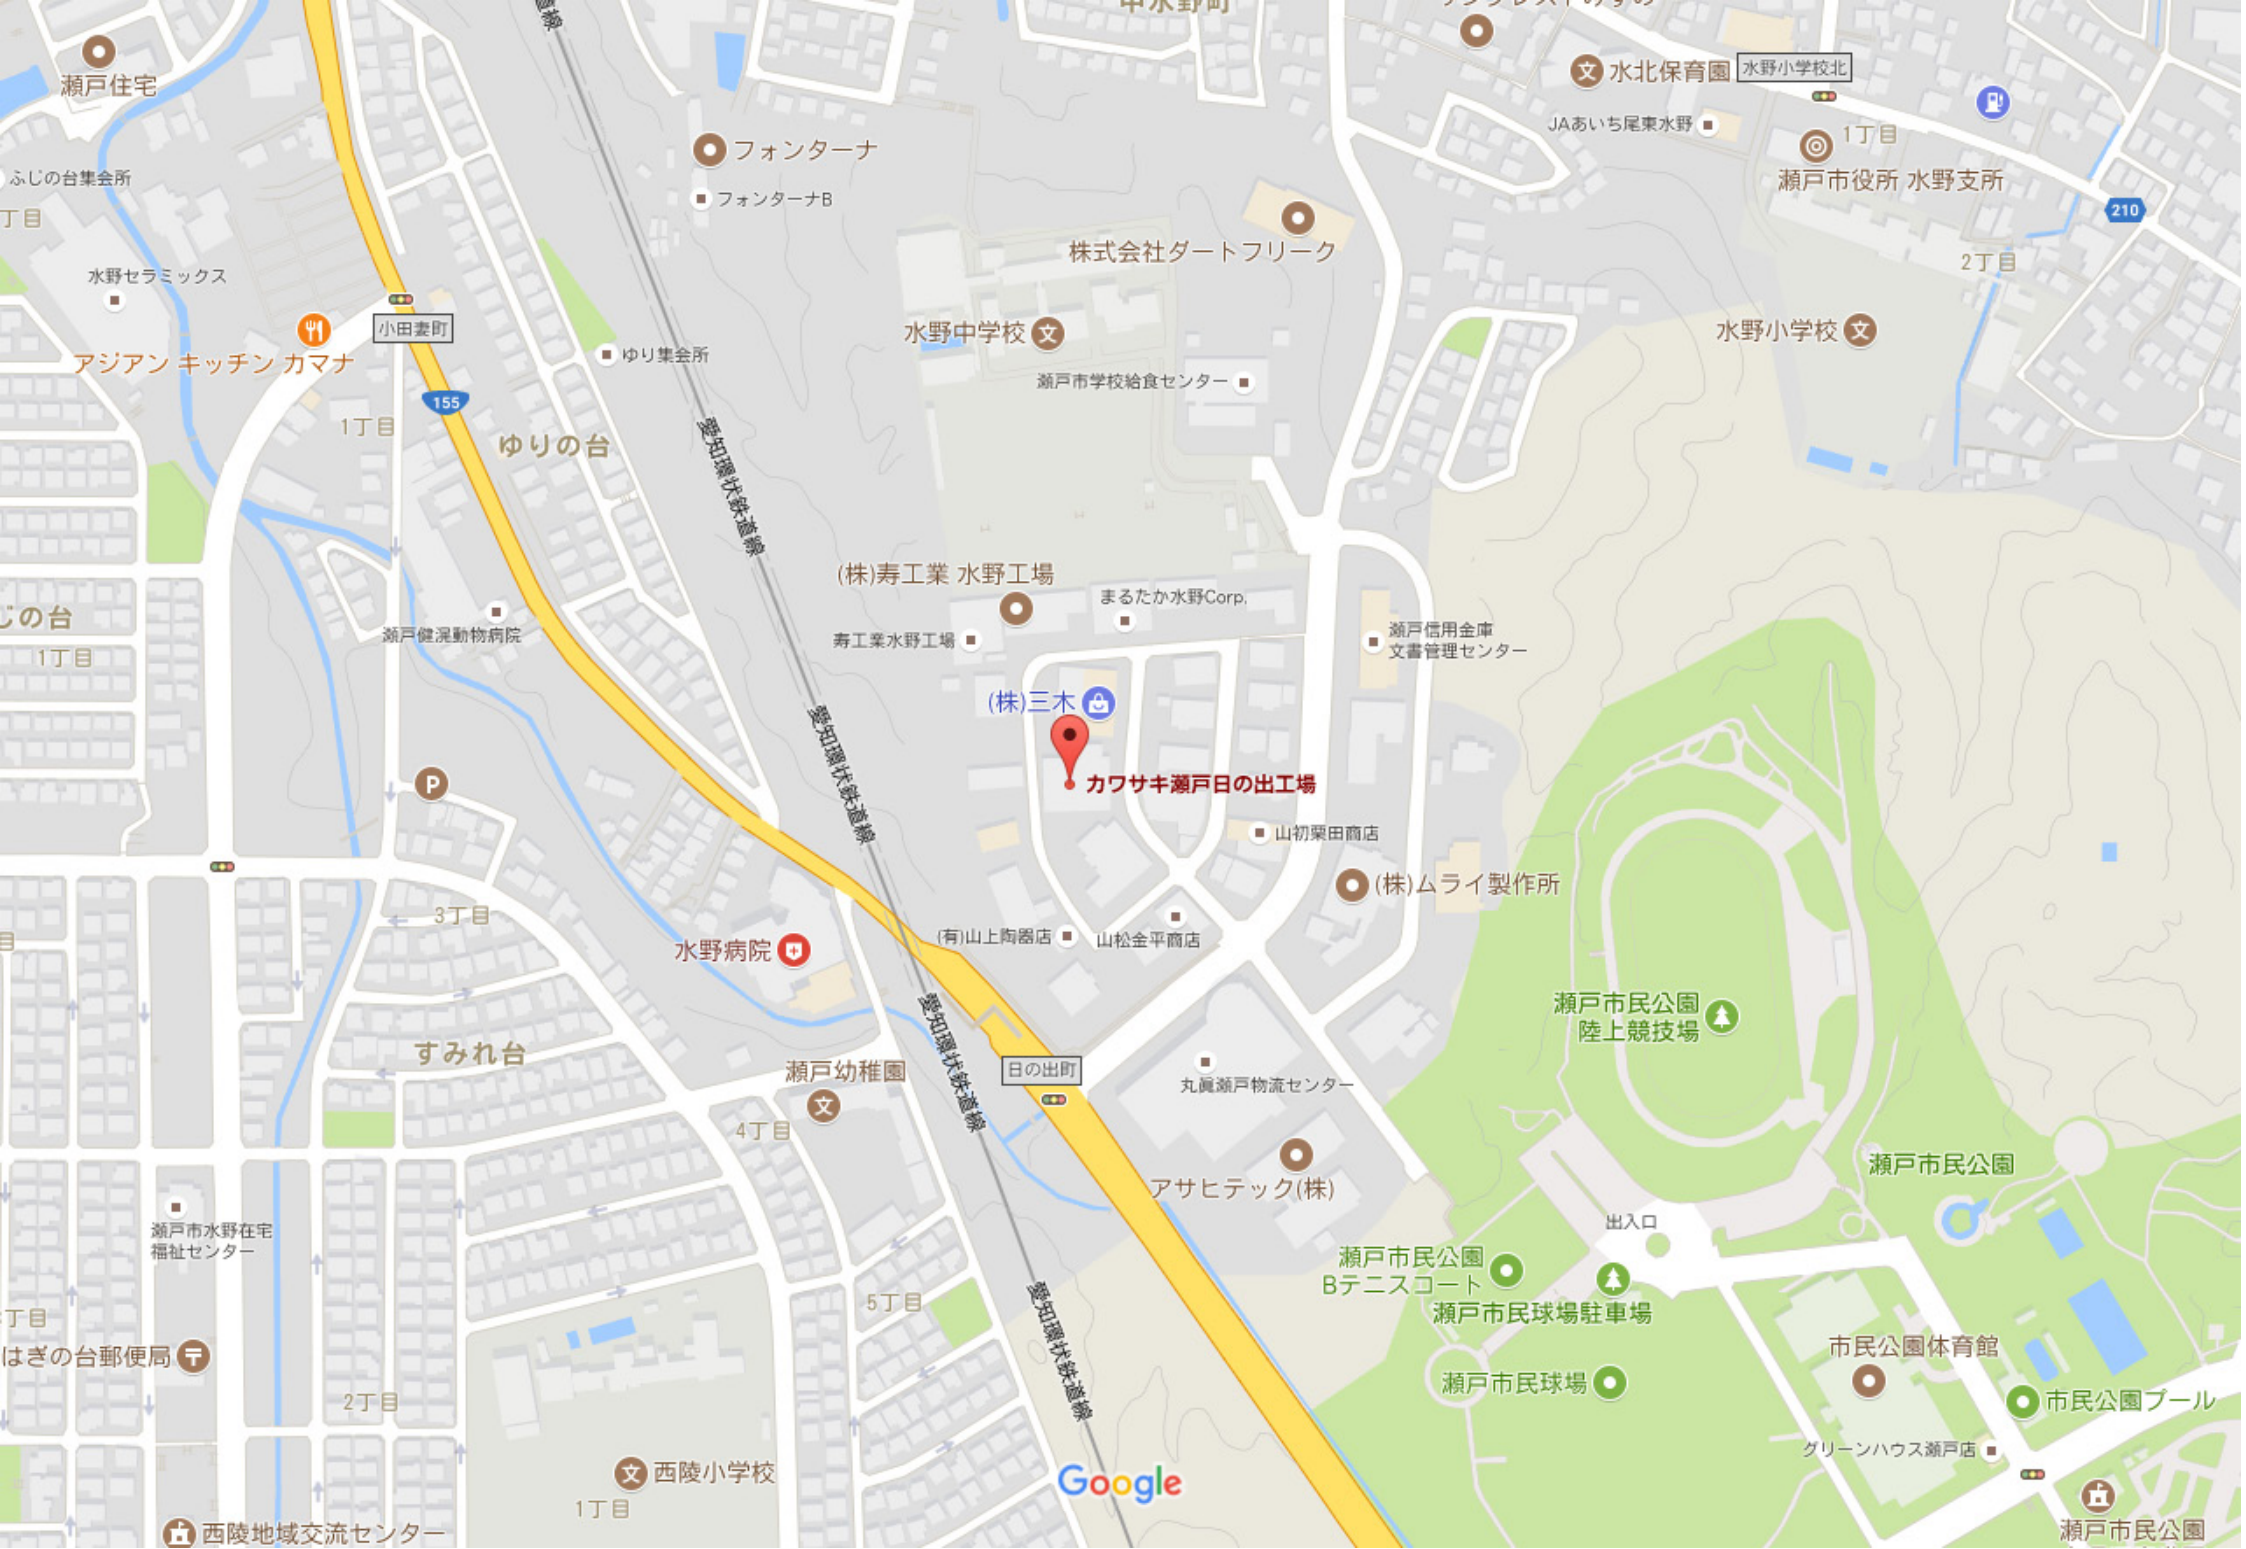 中水野町
瀬戸住宅
水北保育園
水野小学校北
JAあいち尾東水野
1丁目
フォンターナ
フォンターナB
ふじの台集会所
丁目
瀬戸市役所 水野支所
210
株式会社ダートフリーク
2丁目
水野セラミックス
小田妻町
水野中学校
水野小学校
アジアン キッチン カマナ
ゆり集会所
瀬戸市学校給食センター
155
1丁目
ゆりの台
愛知環状鉄道線
(株)寿工業 水野工場
まるたか水野Corp.
じの台
瀬戸健滉動物病院
寿工業水野工場
瀬戸信用金庫
文書管理センター
1丁目
(株)三木
愛知環状鉄道線
P
カワサキ瀬戸日の出工場
山初栗田商店
(株)ムライ製作所
3丁目
目
水野病院
(有)山上陶器店
山松金平商店
瀬戸市民公園
陸上競技場
すみれ台
愛知環状鉄道線
瀬戸幼稚園
日の出町
丸眞瀬戸物流センター
4丁目
瀬戸市民公園
アサヒテック(株)
瀬戸市水野在宅
福祉センター
出入口
瀬戸市民公園
Bテニスコート
瀬戸市民球場駐車場
5丁目
丁目
愛知環状鉄道線
はぎの台郵便局
市民公園体育館
瀬戸市民球場
2丁目
市民公園プール
グリーンハウス瀬戸店
西陵小学校
Google
1丁目
西陵地域交流センター
瀬戸市民公園